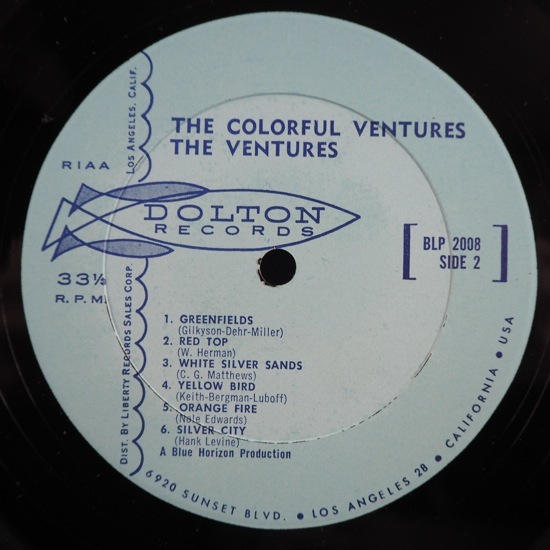 THE COLORFUL VENTURES
THE VENTURES
RIAA
DOLTON
RECORDS
33⅓
R.P.M.
BLP 2008
SIDE 2
1. GREENFIELDS
(Gilkyson-Dehr-Miller)
2. RED TOP
(W. Herman)
3. WHITE SILVER SANDS
(C. G. Matthews)
4. YELLOW BIRD
(Keith-Bergman-Luboff)
5. ORANGE FIRE
(Nole Edwards)
6. SILVER CITY
(Hank Levine)
A Blue Horizon Production
DIST. BY LIBERTY RECORDS SALES CORP. LOS ANGELES, CALIF.
6920 SUNSET BLVD. • LOS ANGELES 28 • CALIFORNIA • USA